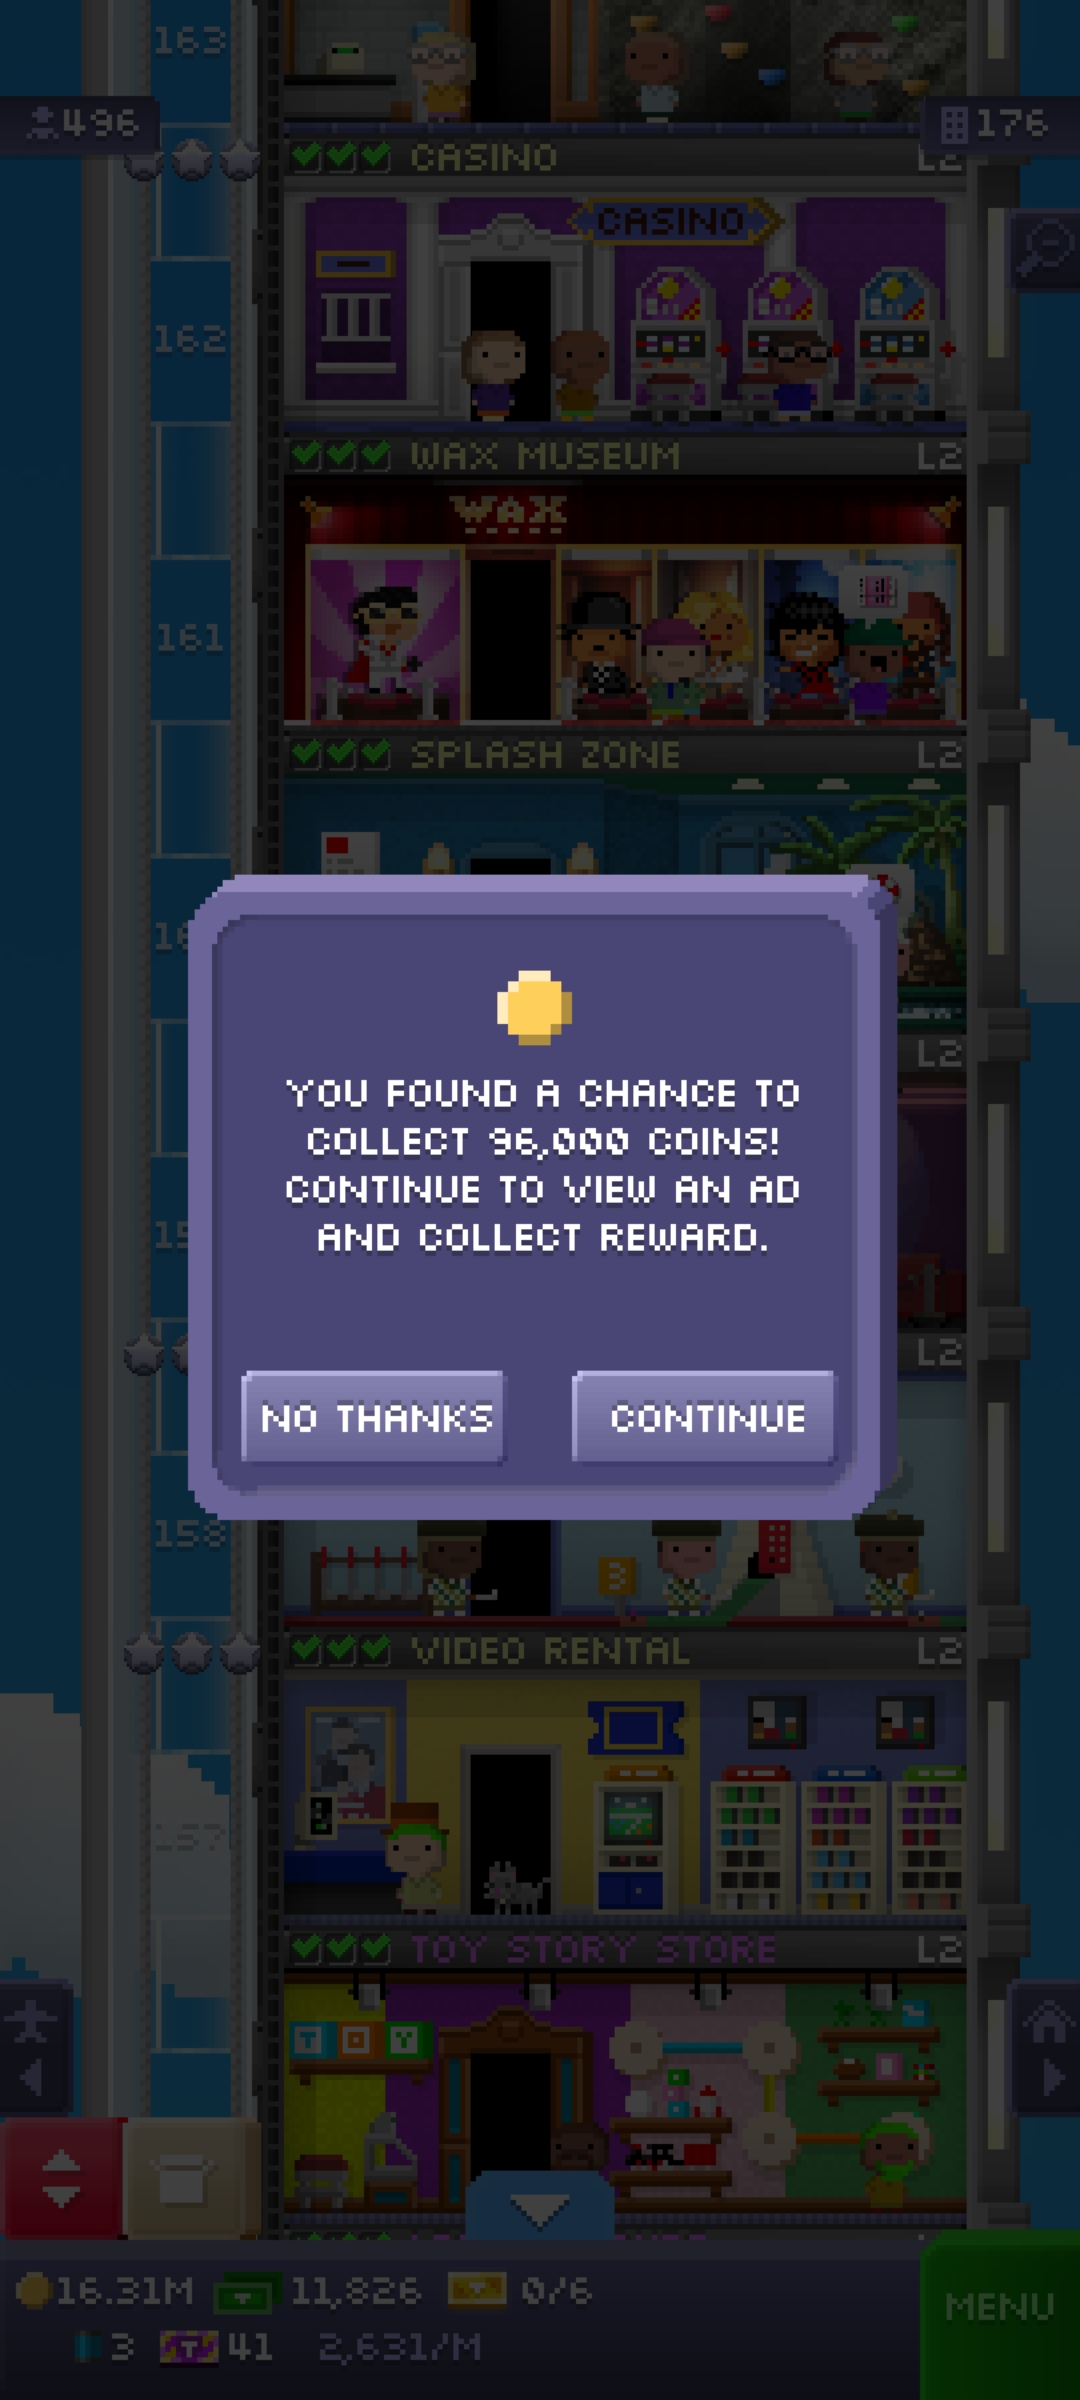 163
496
176
CASINO
L2
CASINO
162
WAX MUSEUM
L2
WAX
161
SPLASH ZONE
L2
L2
L2
3
158
VIDEO RENTAL
L2
157
TOY STORY STORE
L2
TOY
16.31M 11,826 0/6
MENU
3 41 2,631/M
YOU FOUND A CHANCE TO
COLLECT 96,000 COINS!
CONTINUE TO VIEW AN AD
AND COLLECT REWARD.
NO THANKS
CONTINUE